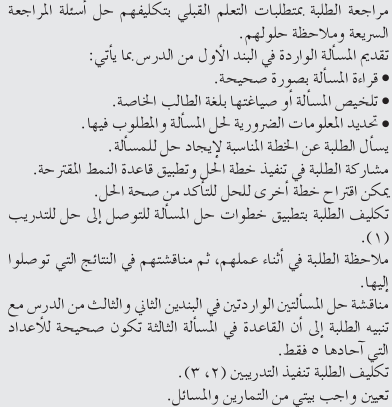 مراجعة الطلبة بمتطلبات التعلم القبلي بتكليفهم حل أسئلة المراجعة
السريعة وملاحظة حلولهم.
تقديم المسألة الواردة في البند الأول من الدرس بما يأتي:
• قراءة المسألة بصورة صحيحة.
• تلخيص المسألة أو صياغتها بلغة الطالب الخاصة.
• تحديد المعلومات الضرورية لحل المسألة والمطلوب فيها.
يسأل الطلبة عن الخطة المناسبة لإيجاد حل للمسألة.
مشاركة الطلبة في تنفيذ خطة الحل وتطبيق قاعدة النمط المقترحة.
يمكن اقتراح خطة أخرى للحل للتأكد من صحة الحل.
تكليف الطلبة بتطبيق خطوات حل المسألة للتوصل إلى حل للتدريب
(١).
ملاحظة الطلبة في أثناء عملهم، ثم مناقشتهم في النتائج التي توصلوا
إليها.
مناقشة حل المسألتين الواردتين في البندين الثاني والثالث من الدرس مع
تنبيه الطلبة إلى أن القاعدة في المسألة الثالثة تكون صحيحة للأعداد
التي آحادها ٥ فقط.
تكليف الطلبة تنفيذ التدريبين (٢، ٣).
تعيين واجب بيتي من التمارين والمسائل.